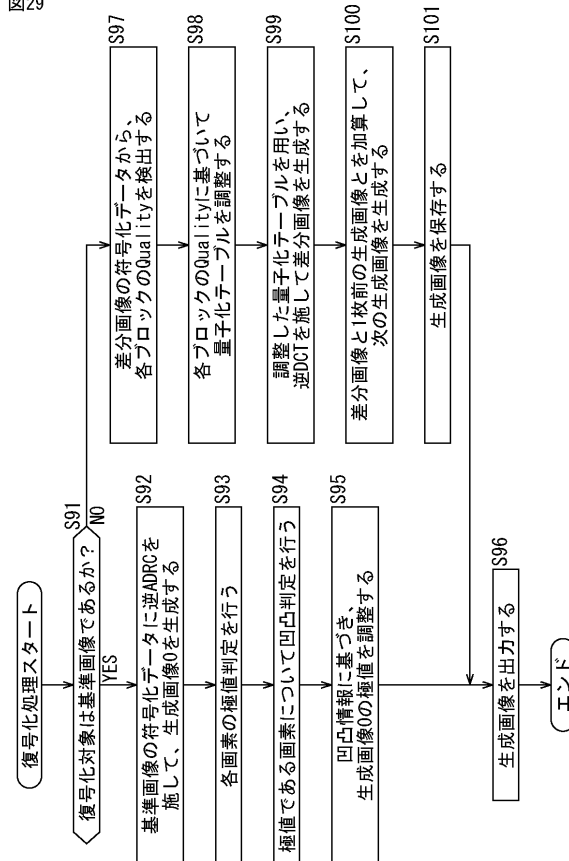 図29
復号化処理スタート
復号化対象は基準画像であるか？
S91
NO
YES
S92
基準画像の符号化データに逆ADRCを
施して、生成画像0を生成する
S93
各画素の極値判定を行う
S94
極値である画素について凹凸判定を行う
S95
凹凸情報に基づき、
生成画像0の極値を調整する
S97
差分画像の符号化データから、
各ブロックのQualityを検出する
S98
各ブロックのQualityに基づいて
量子化テーブルを調整する
S99
調整した量子化テーブルを用い、
逆DCTを施して差分画像を生成する
S100
差分画像と1枚前の生成画像とを加算して、
次の生成画像を生成する
S101
生成画像を保存する
S96
生成画像を出力する
エンド